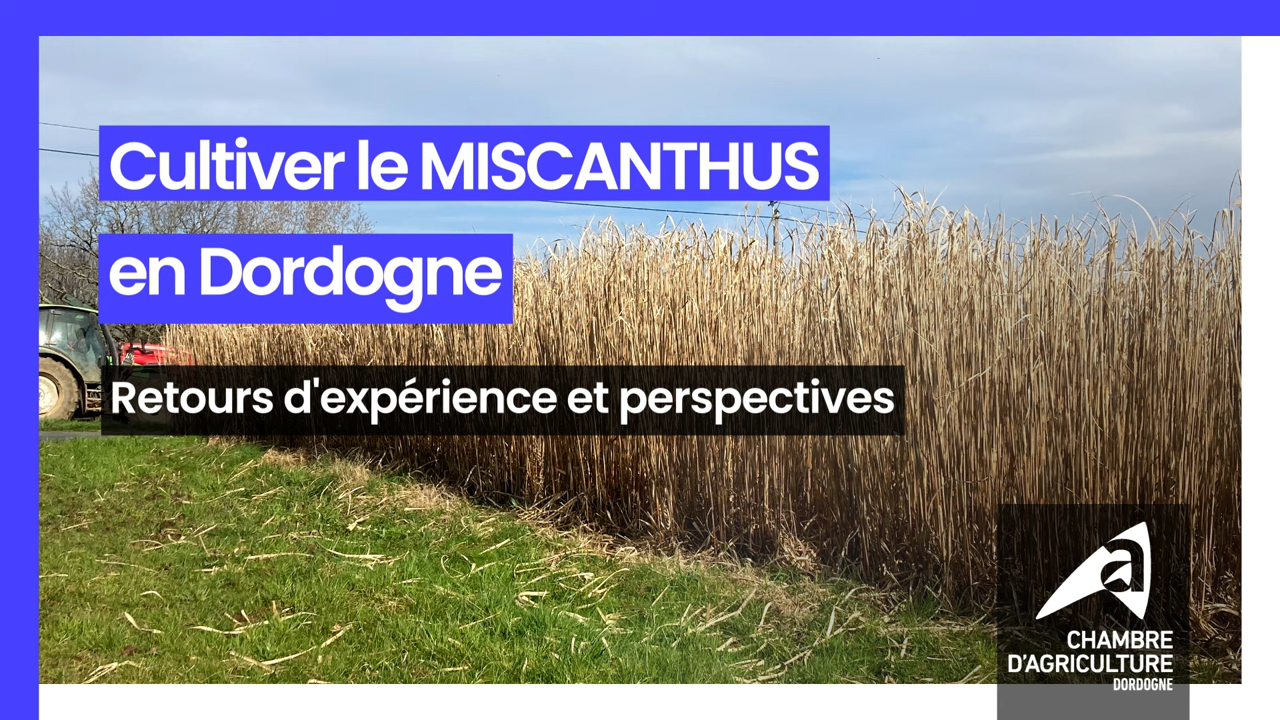 Cultiver le MISCANTHUS
en Dordogne
Retours d'expérience et perspectives
CHAMBRE
D'AGRICULTURE
DORDOGNE